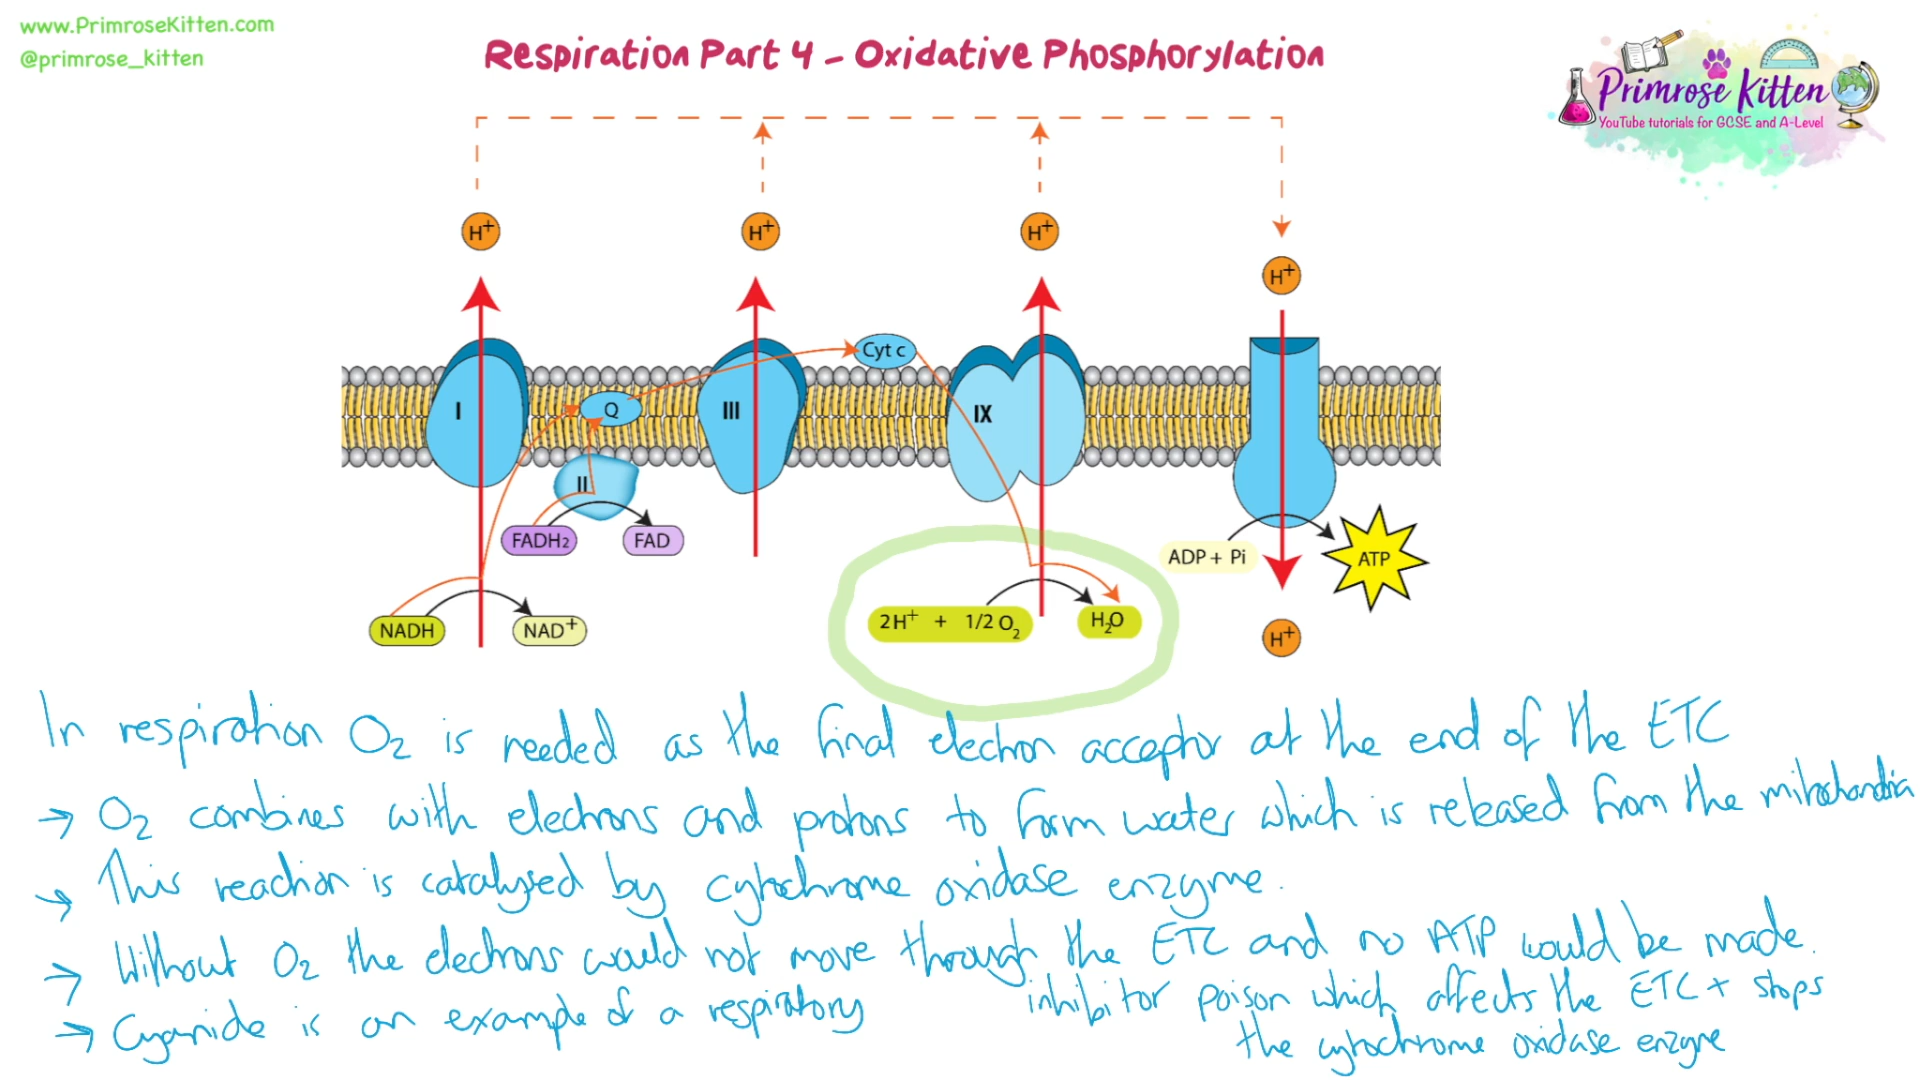 www.PrimroseKitten.com
@primrose_kitten
Respiration Part 4 - Oxidative Phosphorylation
Primrose Kitten
YouTube tutorials for GCSE and A-Level
H+
H+
H+
H+
Cyt c
I
Q
III
IX
II
FADH2
FAD
ADP + Pi
ATP
NADH
NAD+
2H+ + 1/2 O2
H2O
H+
In respiration O2 is needed as the final electron acceptor at the end of the ETC
→ O2 combines with electrons and protons to form water which is released from the mitochondria
→ This reaction is catalysed by cytochrome oxidase enzyme.
→ Without O2 the electrons would not move through the ETC and no ATP would be made.
→ Cyanide is an example of a respiratory inhibitor poison which affects the ETC + stops
the cytochrome oxidase enzyme